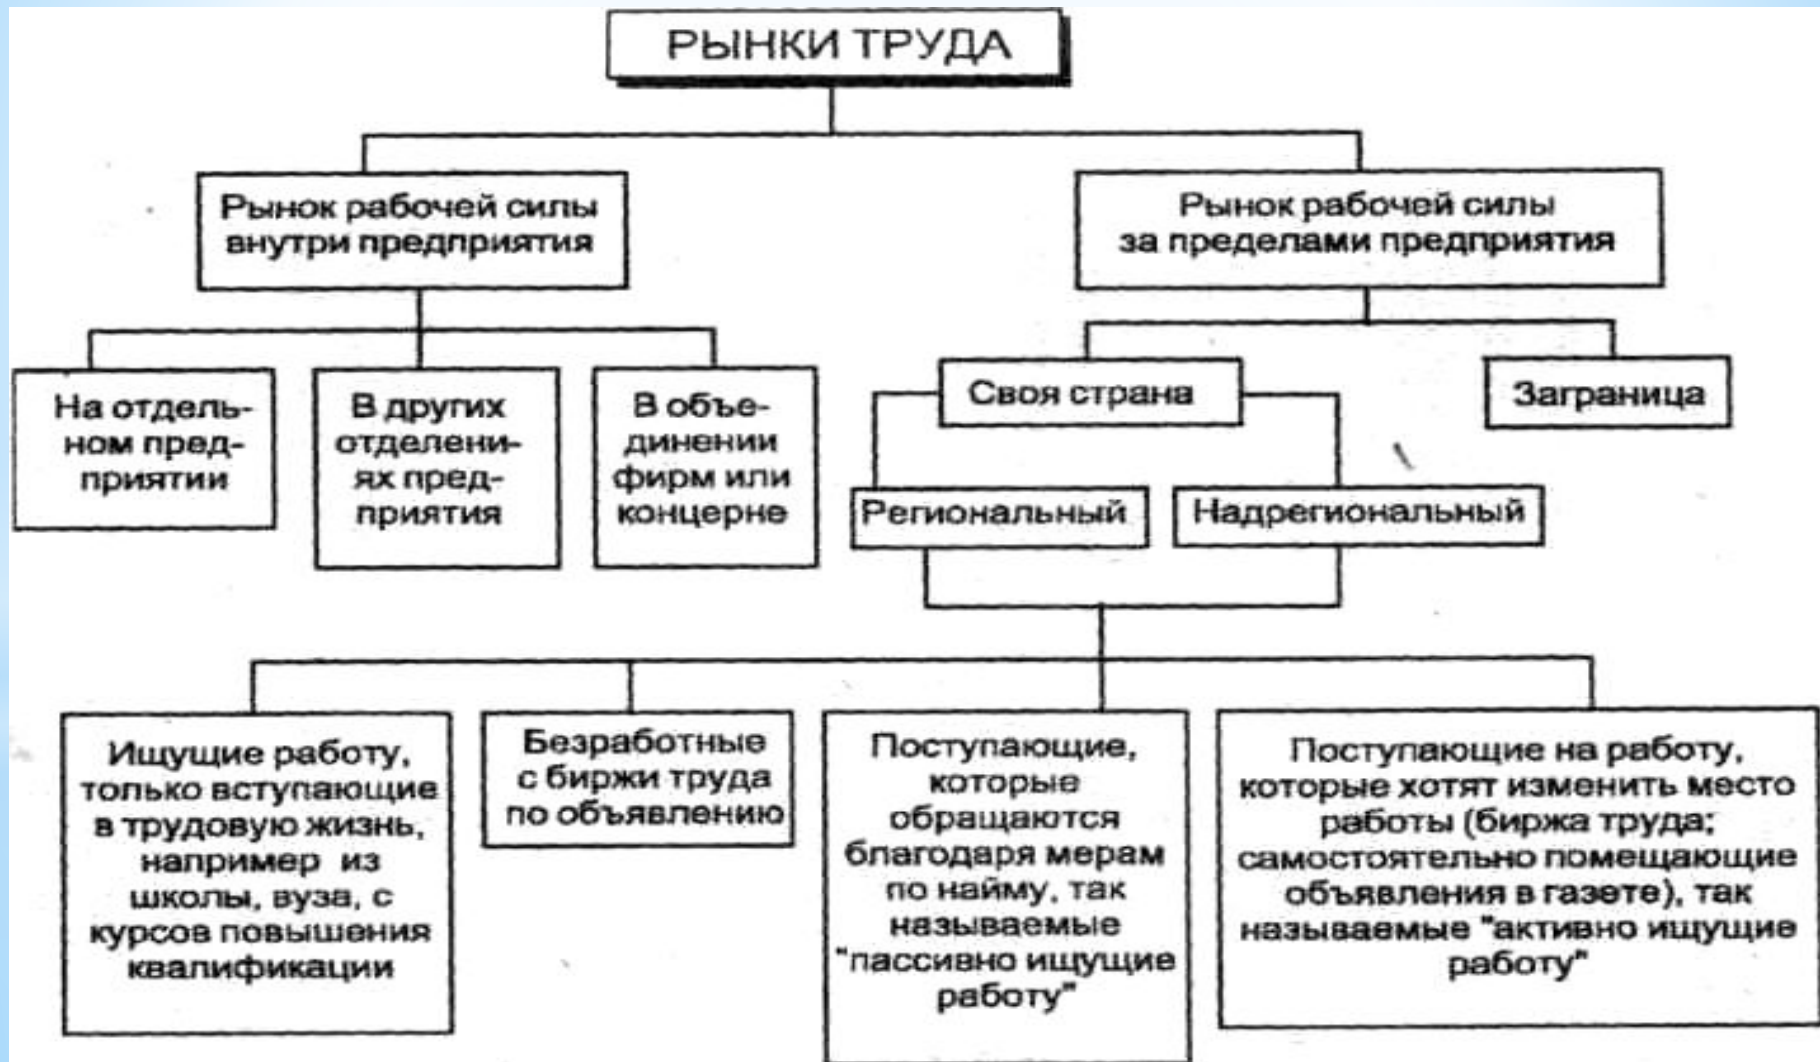 РЫНКИ ТРУДА
Рынок рабочей силы
внутри предприятия
Рынок рабочей силы
за пределами предприятия
На отдель-
ном пред-
приятии
В других
отделени-
ях пред-
приятия
В объе-
динении
фирм или
концерне
Своя страна
Заграница
Региональный
Надрегиональный
Ищущие работу,
только вступающие
в трудовую жизнь,
например из
школы, вуза, с
курсов повышения
квалификации
Безработные
с биржи труда
по объявлению
Поступающие,
которые
обращаются
благодаря мерам
по найму, так
называемые
"пассивно ищущие
работу"
Поступающие на работу,
которые хотят изменить место
работы (биржа труда;
самостоятельно помещающие
объявления в газете), так
называемые "активно ищущие
работу"